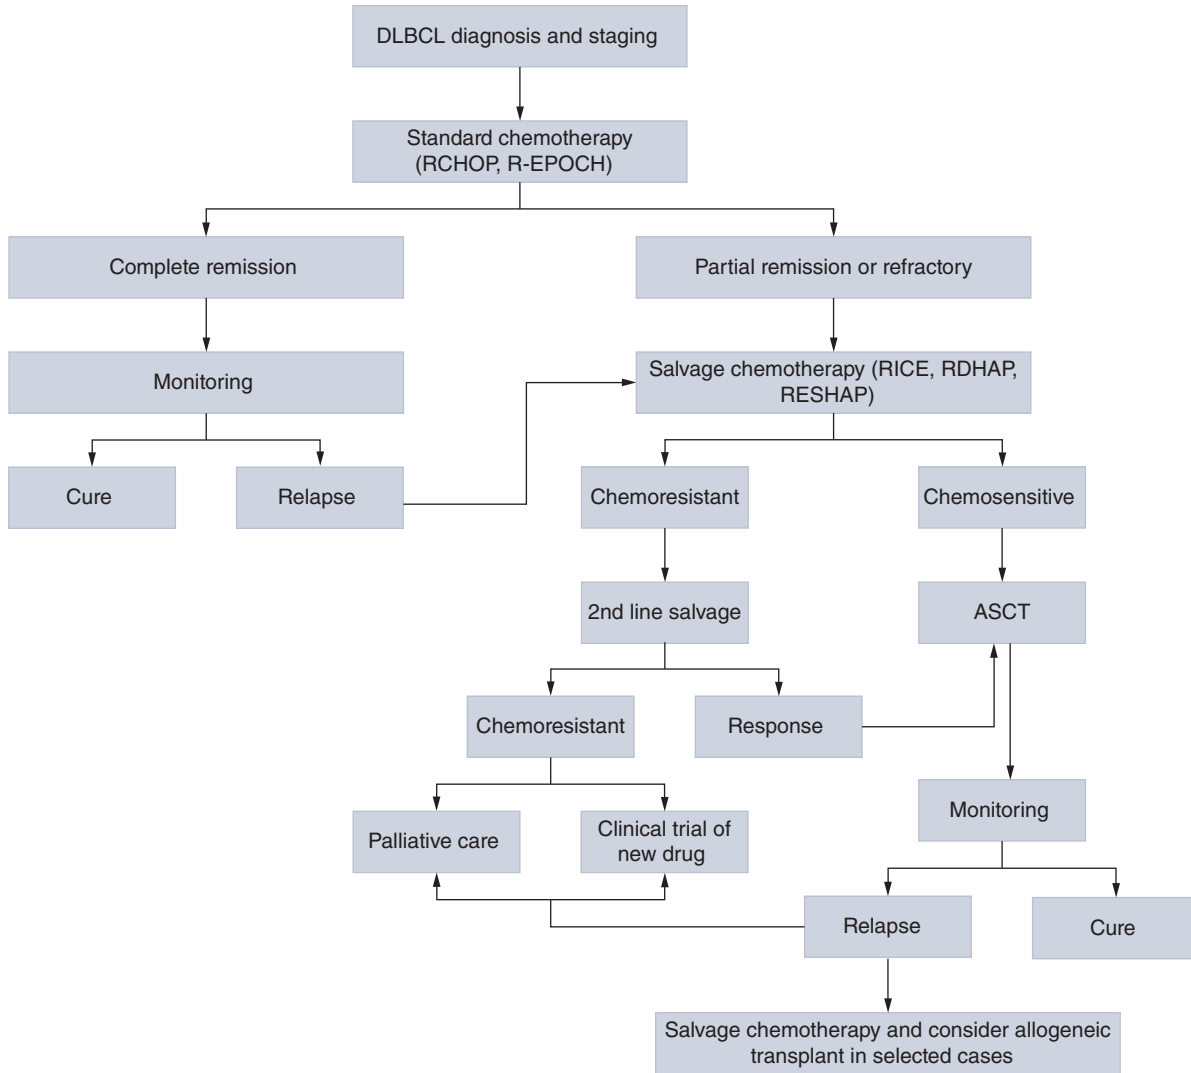 DLBCL diagnosis and staging
Standard chemotherapy
(RCHOP, R-EPOCH)
Complete remission
Partial remission or refractory
Monitoring
Salvage chemotherapy (RICE, RDHAP,
RESHAP)
Cure
Relapse
Chemoresistant
Chemosensitive
2nd line salvage
ASCT
Chemoresistant
Response
Monitoring
Palliative care
Clinical trial of
new drug
Relapse
Cure
Salvage chemotherapy and consider allogeneic
transplant in selected cases